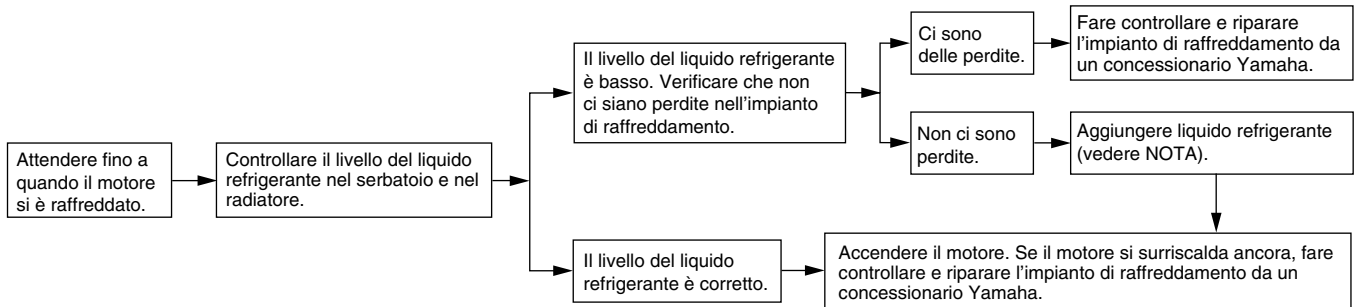 Attendere fino a
quando il motore
si è raffreddato.
Controllare il livello del liquido
refrigerante nel serbatoio e nel
radiatore.
Il livello del liquido refrigerante
è basso. Verificare che non
ci siano perdite nell’impianto
di raffreddamento.
Ci sono
delle perdite.
Fare controllare e riparare
l’impianto di raffreddamento da
un concessionario Yamaha.
Non ci sono
perdite.
Aggiungere liquido refrigerante
(vedere NOTA).
Il livello del liquido
refrigerante è corretto.
Accendere il motore. Se il motore si surriscalda ancora, fare
controllare e riparare l’impianto di raffreddamento da un
concessionario Yamaha.